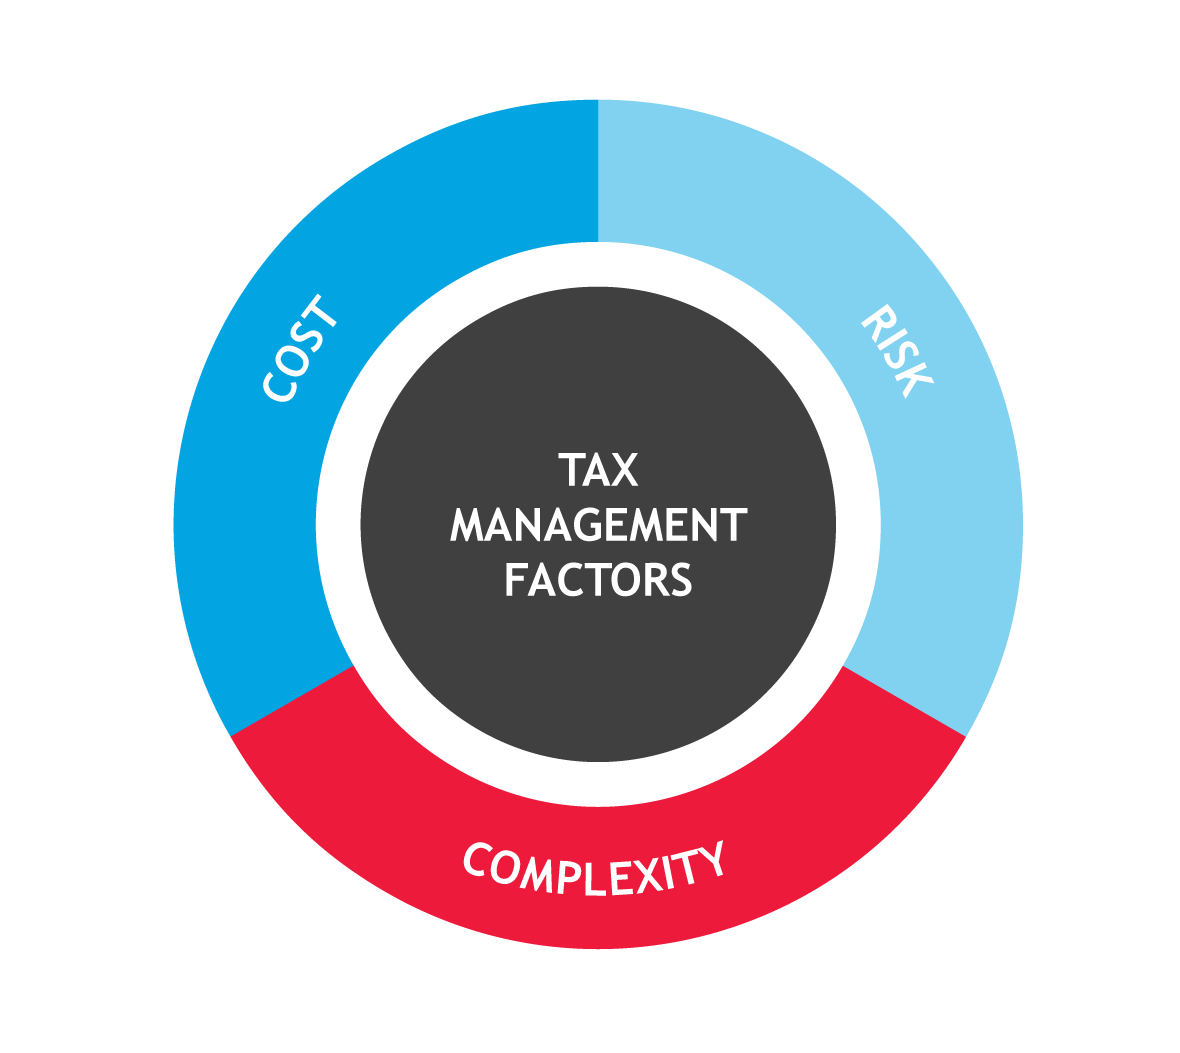 COST
RISK
TAX
MANAGEMENT
FACTORS
COMPLEXITY